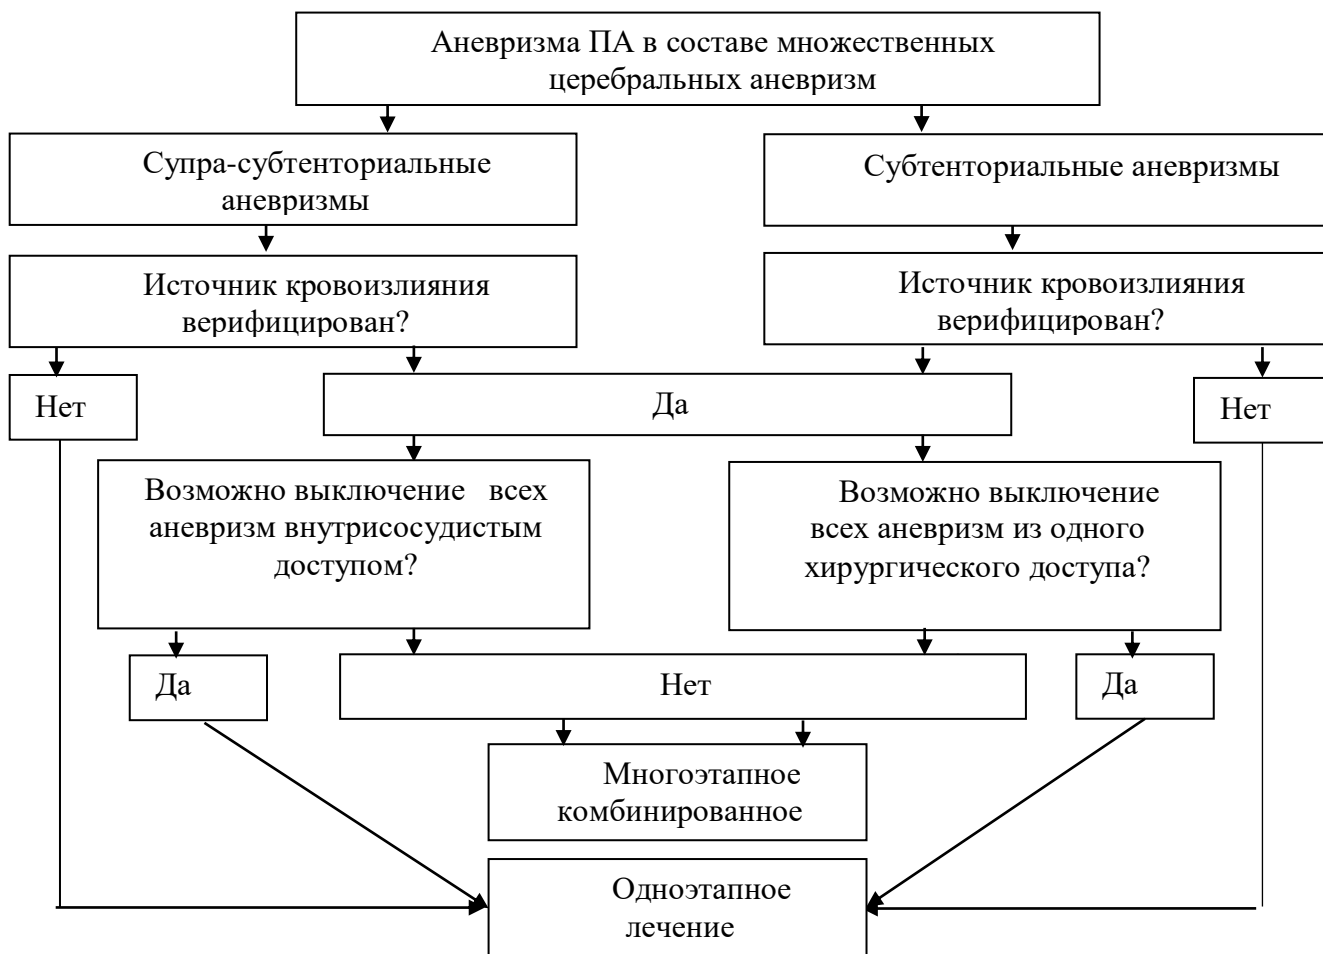 Аневризма ПА в составе множественных
церебральных аневризм
Супра-субтенториальные
аневризмы
Субтенториальные аневризмы
Источник кровоизлияния
верифицирован?
Источник кровоизлияния
верифицирован?
Нет
Да
Нет
Возможно выключение всех
аневризм внутрисосудистым
доступом?
Возможно выключение
всех аневризм из одного
хирургического доступа?
Да
Нет
Да
Многоэтапное
комбинированное
Одноэтапное
лечение